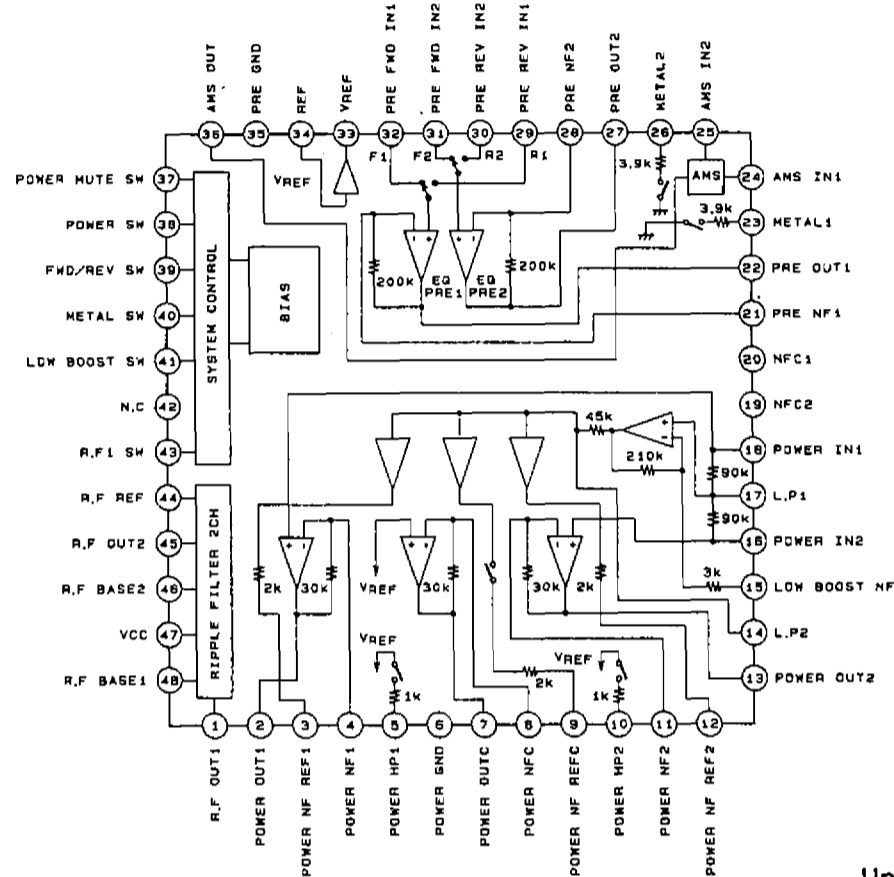 AMS OUT
PRE GND
REF
VREF
PRE FWD IN1
PRE FWD IN2
PRE REV IN2
PRE REV IN1
PRE NF2
PRE OUT2
METAL2
AMS IN2
36
35
34
33
32
31
30
29
28
27
26
25
POWER MUTE SW 37
POWER SW 38
FWD/REV SW 39
METAL SW 40
LOW BOOST SW 41
N.C 42
R.F1 SW 43
R.F REF 44
R.F OUT2 45
R.F BASE2 46
VCC 47
R.F BASE1 48
SYSTEM CONTROL
BIAS
RIPPLE FILTER 2CH
VREF
F1
F2
R2
R1
3.9k
AMS
3.9k
200k
EQ PRE1
EQ PRE2
200k
24 AMS IN1
23 METAL1
22 PRE OUT1
21 PRE NF1
20 NFC1
19 NFC2
18 POWER IN1
17 L.P1
16 POWER IN2
15 LOW BOOST NF
14 L.P2
13 POWER OUT2
45k
+
-
210k
90k
90k
3k
2k
+
-
30k
VREF
+
-
30k
30k
-
+
2k
VREF
1k
2k
VREF
1k
1
2
3
4
5
6
7
8
9
10
11
12
R.F OUT1
POWER OUT1
POWER NF REF1
POWER NF1
POWER HP1
POWER GND
POWER OUTC
POWER NFC
POWER NF REFC
POWER HP2
POWER NF2
POWER NF REF2